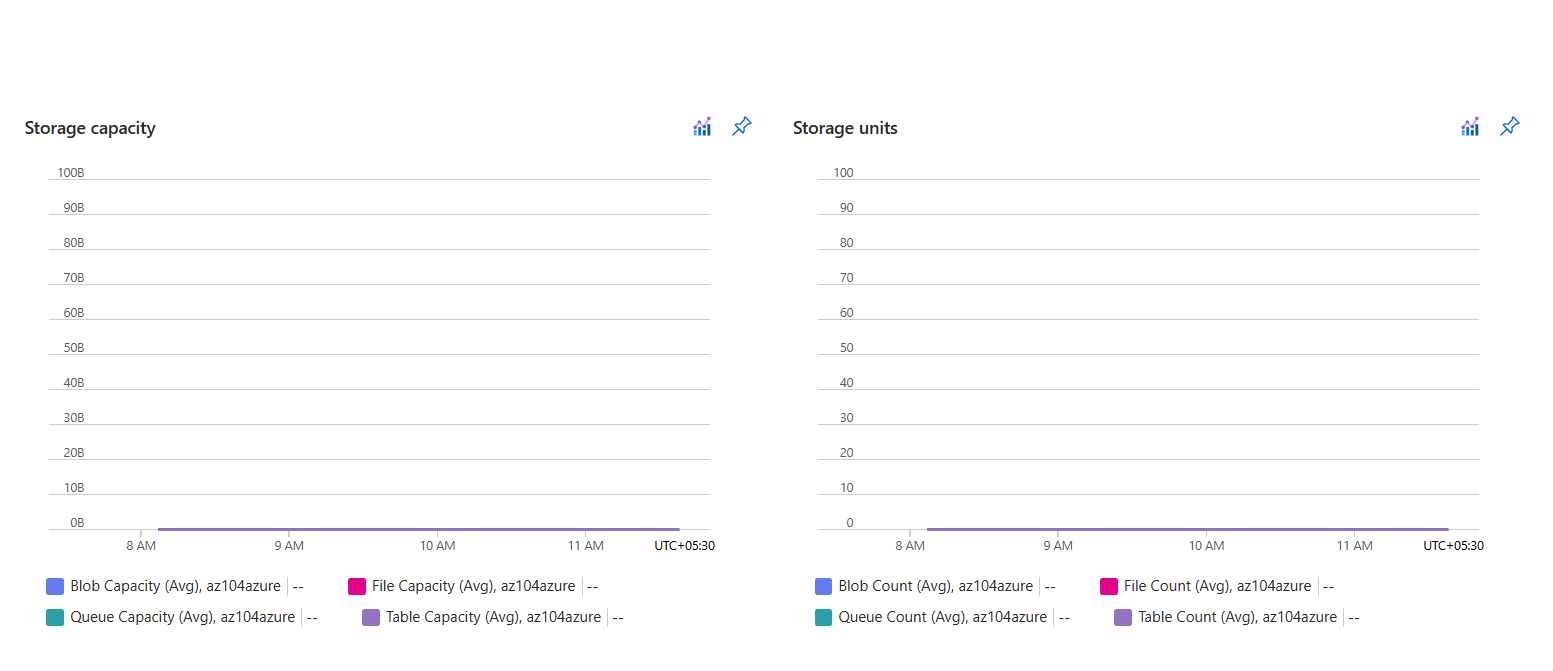 Storage capacity
100B
90B
80B
70B
60B
50B
40B
30B
20B
10B
0B
8 AM 9 AM 10 AM 11 AM UTC+05:30
Blob Capacity (Avg), az104azure | -- File Capacity (Avg), az104azure | --
Queue Capacity (Avg), az104azure | -- Table Capacity (Avg), az104azure | --
Storage units
100
90
80
70
60
50
40
30
20
10
0
8 AM 9 AM 10 AM 11 AM UTC+05:30
Blob Count (Avg), az104azure | -- File Count (Avg), az104azure | --
Queue Count (Avg), az104azure | -- Table Count (Avg), az104azure | --